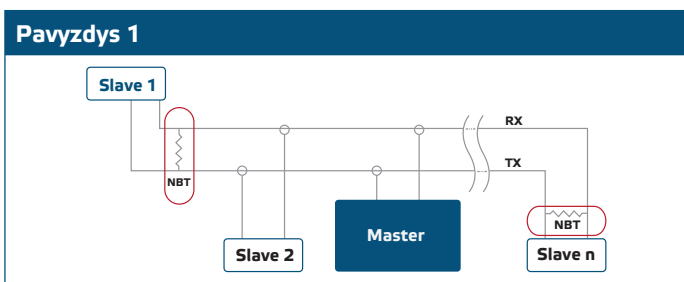 Pavyzdys 1
Slave 1
RX
TX
NBT
NBT
Master
Slave 2
Slave n